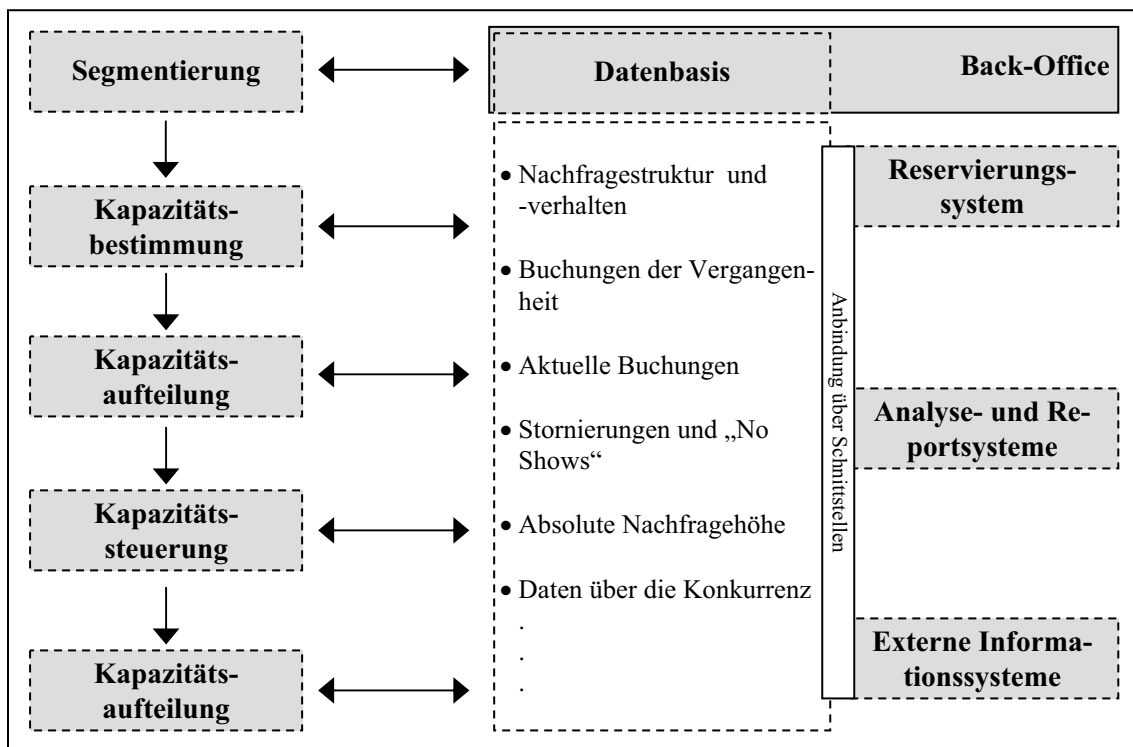 Segmentierung
Kapazitäts-
bestimmung
Kapazitäts-
aufteilung
Kapazitäts-
steuerung
Kapazitäts-
aufteilung
Datenbasis
Back-Office
• Nachfragestruktur und
-verhalten
• Buchungen der Vergangen-
heit
• Aktuelle Buchungen
• Stornierungen und „No
Shows“
• Absolute Nachfragehöhe
• Daten über die Konkurrenz
.
.
.
Anbindung über Schnittstellen
Reservierungs-
system
Analyse- und Re-
portsysteme
Externe Informa-
tionssysteme